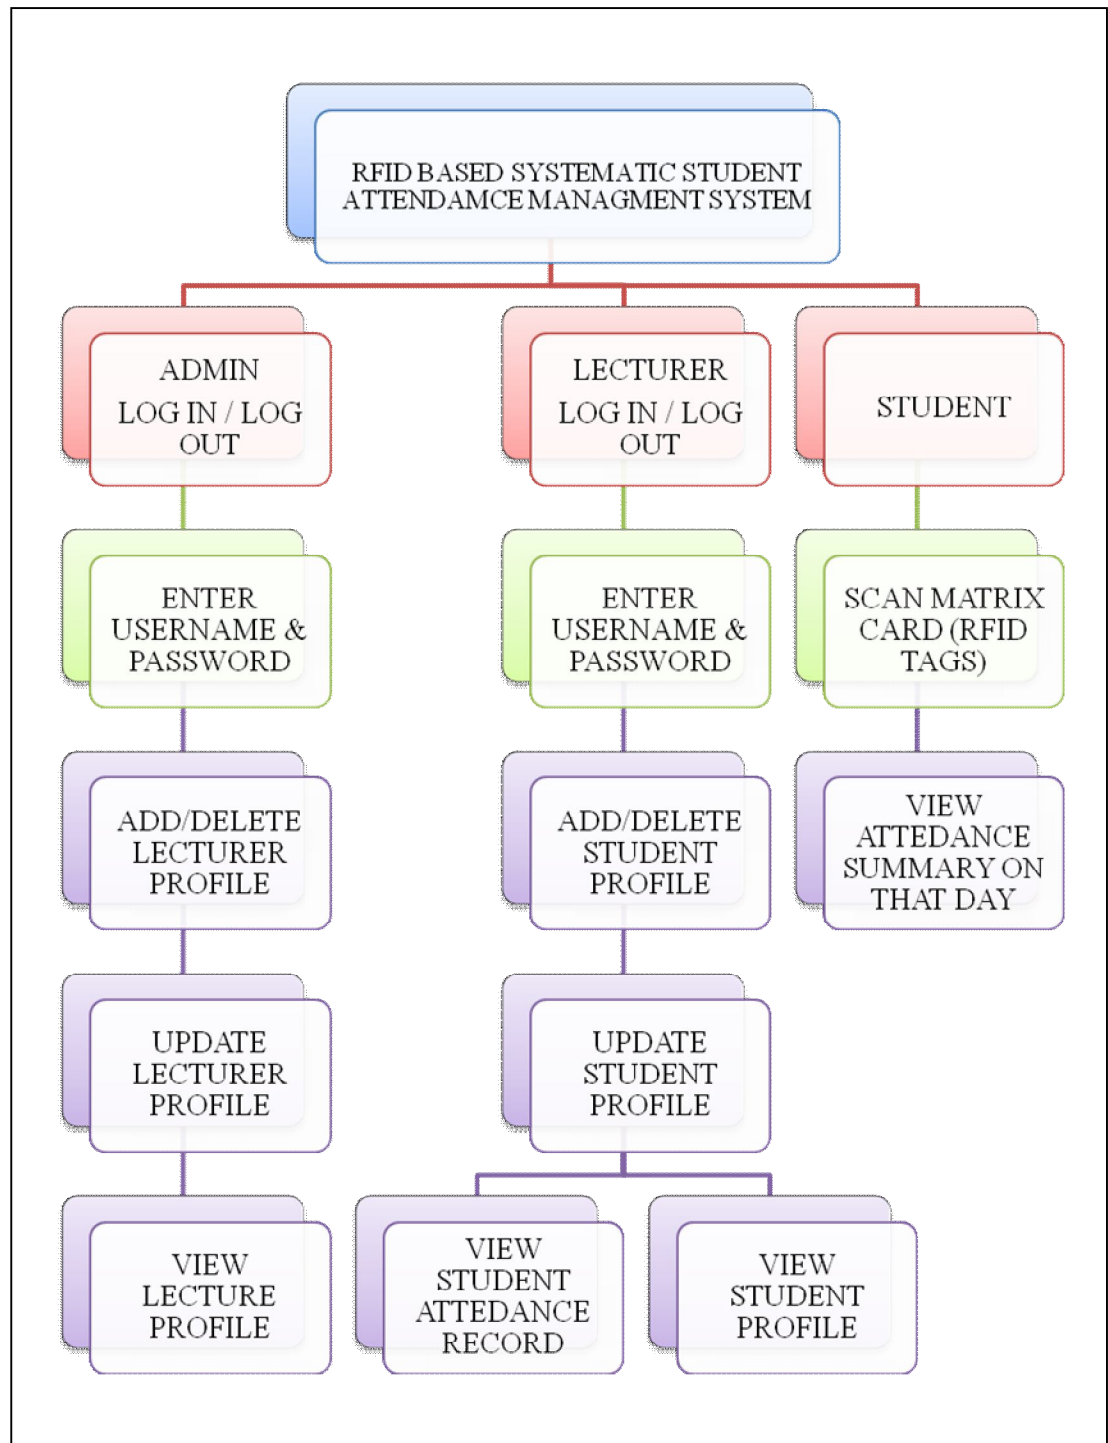 RFID BASED SYSTEMATIC STUDENT
ATTENDAMCE MANAGMENT SYSTEM
ADMIN
LOG IN / LOG
OUT
LECTURER
LOG IN / LOG
OUT
STUDENT
ENTER
USERNAME &
PASSWORD
ENTER
USERNAME &
PASSWORD
SCAN MATRIX
CARD (RFID
TAGS)
ADD/DELETE
LECTURER
PROFILE
ADD/DELETE
STUDENT
PROFILE
VIEW
ATTEDANCE
SUMMARY ON
THAT DAY
UPDATE
LECTURER
PROFILE
UPDATE
STUDENT
PROFILE
VIEW
LECTURE
PROFILE
VIEW
STUDENT
ATTEDANCE
RECORD
VIEW
STUDENT
PROFILE